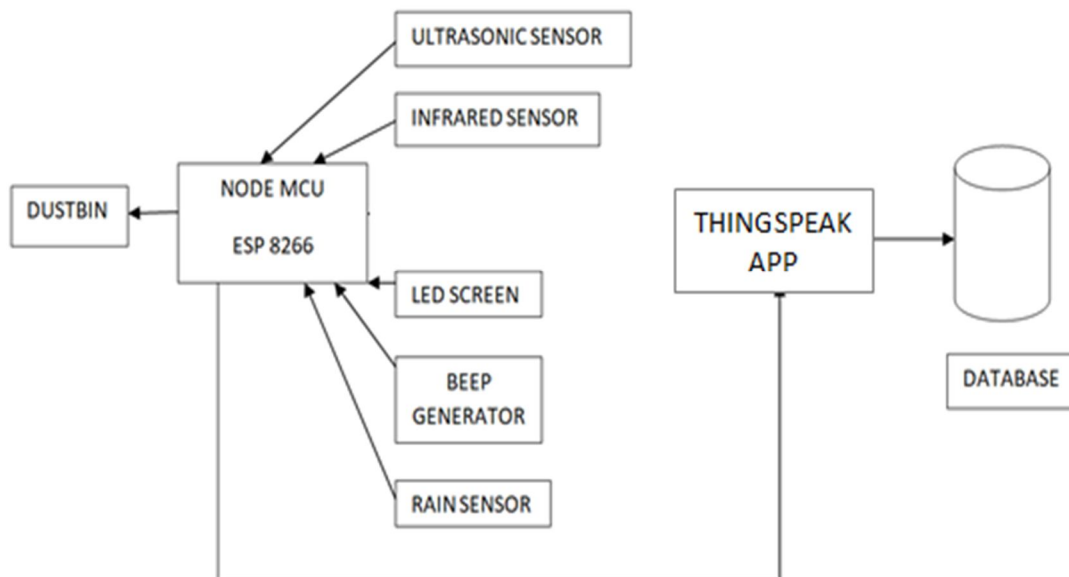 ULTRASONIC SENSOR
INFRARED SENSOR
NODE MCU
ESP 8266
DUSTBIN
LED SCREEN
BEEP
GENERATOR
RAIN SENSOR
THINGSPEAK
APP
DATABASE